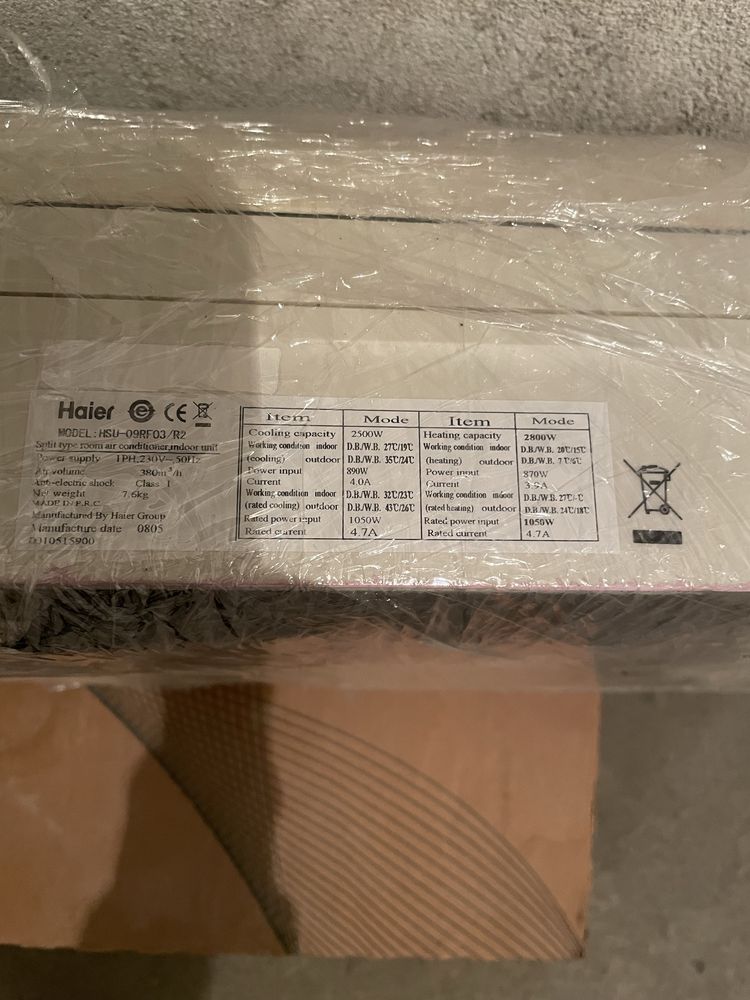 Haier
MODEL: HSU-09RF03/R2
Split type room air conditioner,indoor unit
Power supply 1PH,230V~,50Hz
Air volume 380m³/h
Anti-electric shock Class I
Net weight 7.6kg
MADE IN P.R.C
Manufactured By Haier Group
Manufacture date 0805
0010515900
Item Mode Item Mode
Cooling capacity 2500W Heating capacity 2800W
Working condition indoor D.B./W.B. 27℃/19℃ Working condition indoor D.B./W.B. 20℃/15℃
(cooling) outdoor D.B./W.B. 35℃/24℃ (heating) outdoor D.B./W.B. 7℃/6℃
Power input 890W Power input 870W
Current 4.0A Current
Working condition indoor D.B./W.B. 32℃/23℃ Working condition indoor D.B./W.B. 27℃/-℃
(rated cooling) outdoor D.B./W.B. 43℃/26℃ (rated heating) outdoor D.B./W.B. 24℃/18℃
Rated power input 1050W Rated power input 1050W
Rated current 4.7A Rated current 4.7A